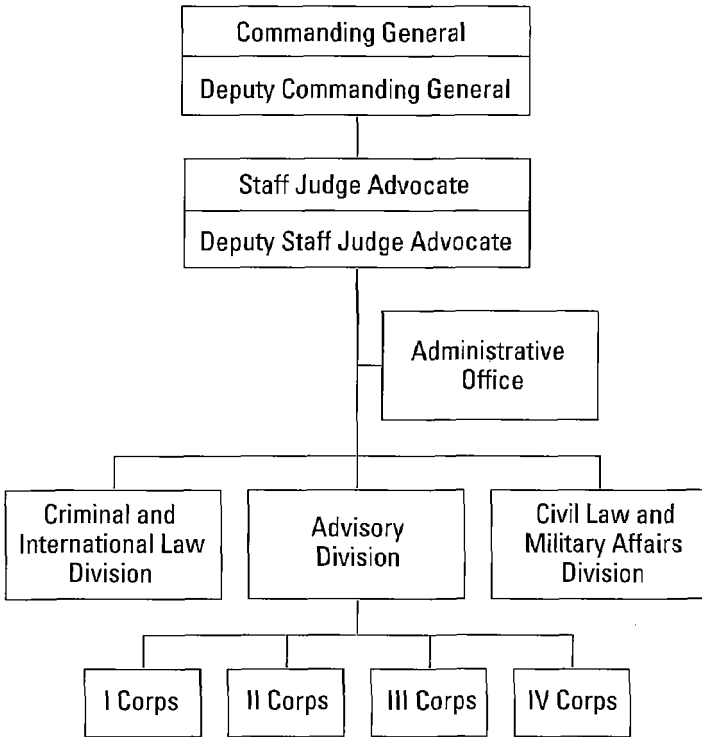 Commanding General
Deputy Commanding General
Staff Judge Advocate
Deputy Staff Judge Advocate
Administrative
Office
Criminal and
International Law
Division
Advisory
Division
Civil Law and
Military Affairs
Division
I Corps
II Corps
III Corps
IV Corps